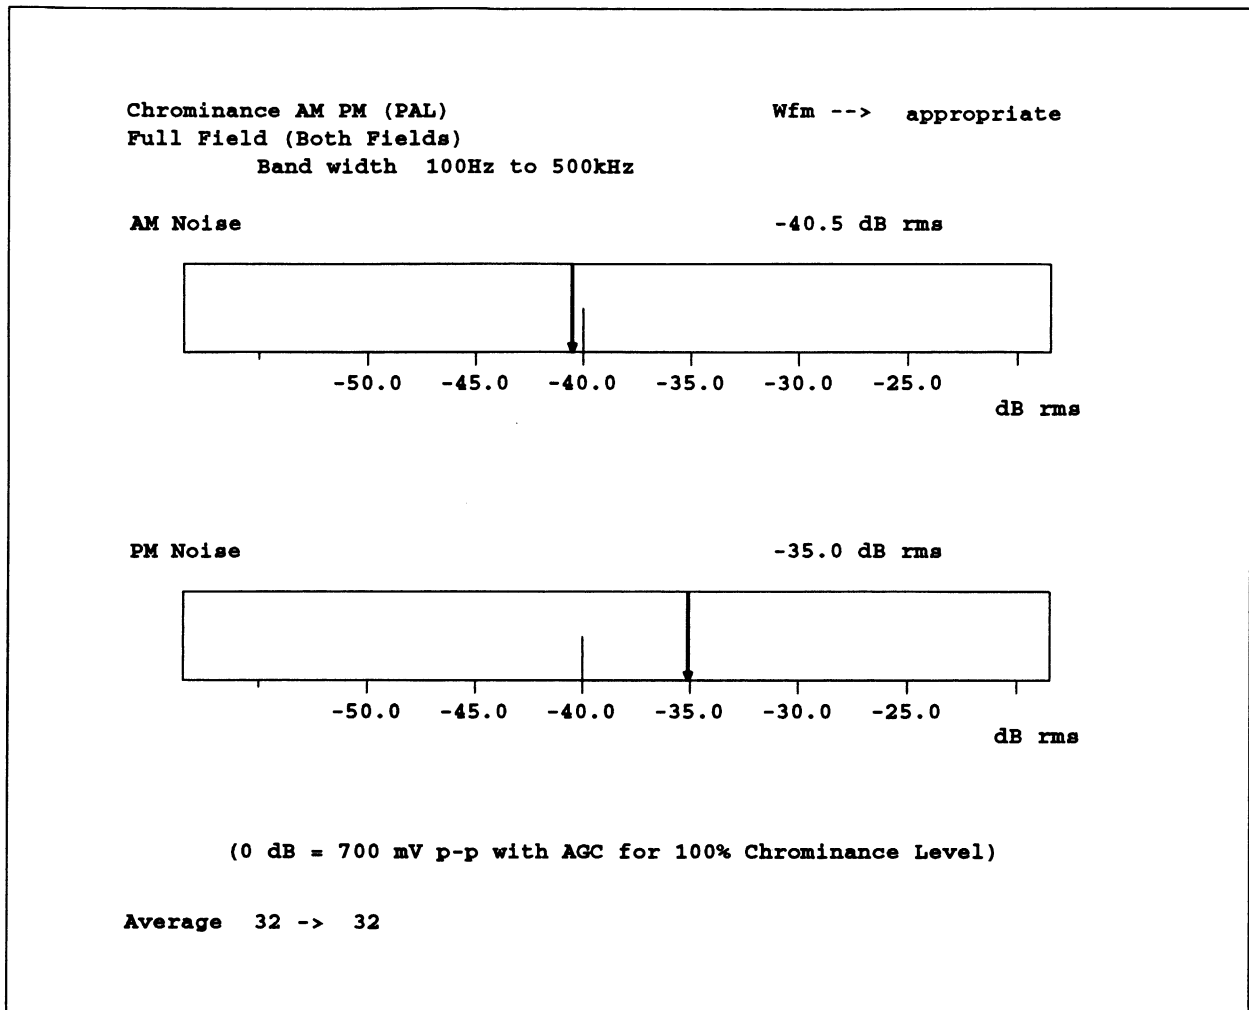 Chrominance AM PM (PAL) Wfm --> appropriate
Full Field (Both Fields)
Band width 100Hz to 500kHz
AM Noise -40.5 dB rms
-50.0 -45.0 -40.0 -35.0 -30.0 -25.0
dB rms
PM Noise -35.0 dB rms
-50.0 -45.0 -40.0 -35.0 -30.0 -25.0
dB rms
(0 dB = 700 mV p-p with AGC for 100% Chrominance Level)
Average 32 -> 32